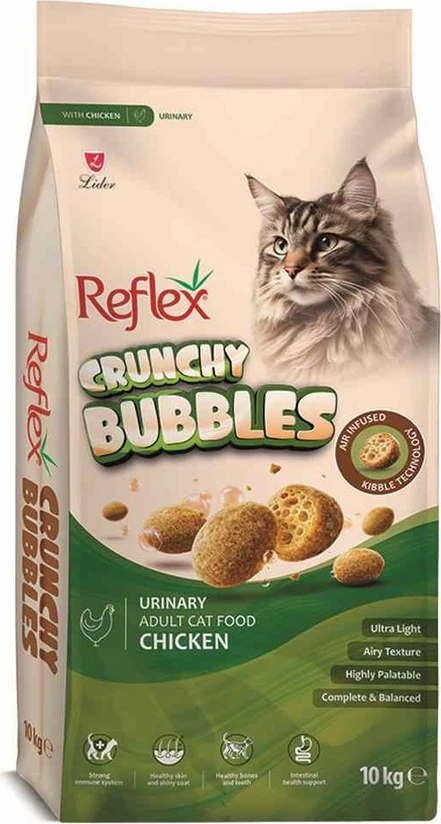 WITH CHICKEN URINARY
L
Lider
Reflex
CRUNCHY
BUBBLES
AIR INFUSED
KIBBLE TECHNOLOGY
URINARY
ADULT CAT FOOD
CHICKEN
Ultra Light
Airy Texture
Highly Palatable
Complete & Balanced
Strong
immune system
Healthy skin
and shiny coat
Healthy bones
and teeth
Intestinal
health support
10 kg ℮
Reflex
CRUNCHY
BUBBLES
10 kg ℮